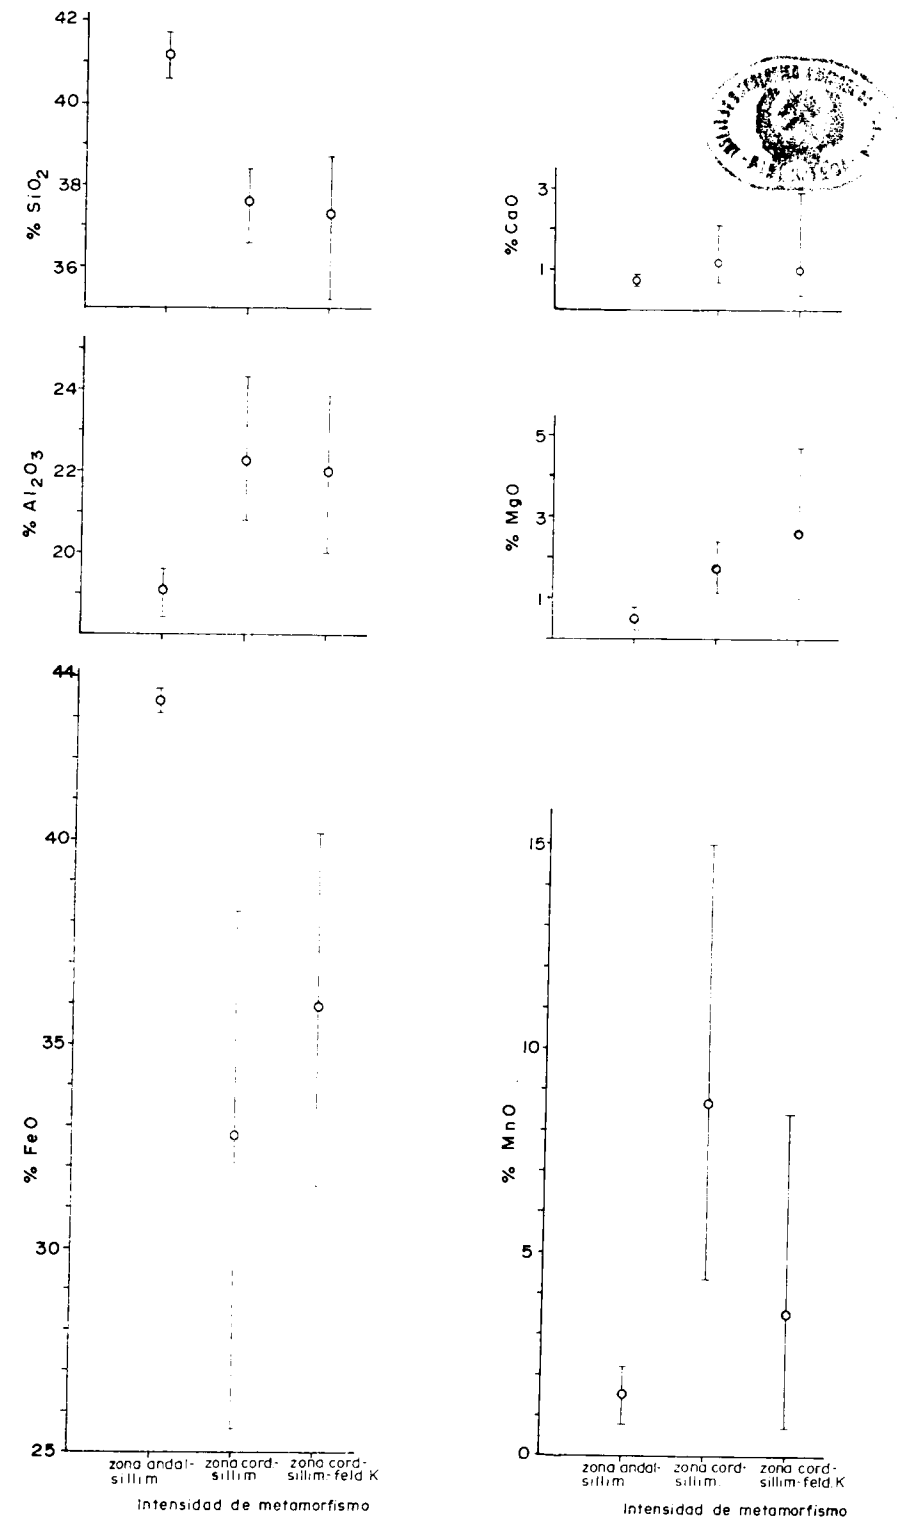 42
40
38
36
% SiO2
3
1
% CaO
24
22
20
% Al2O3
5
3
1
% MgO
44
40
35
30
25
% FeO
zona andal-
sillim
zona cord-
sillim
zona cord-
sillim-feld K
Intensidad de metamorfismo
15
10
5
0
% MnO
zona andal-
sillim
zona cord-
sillim.
zona cord-
sillim-feld. K
Intensidad de metamorfismo